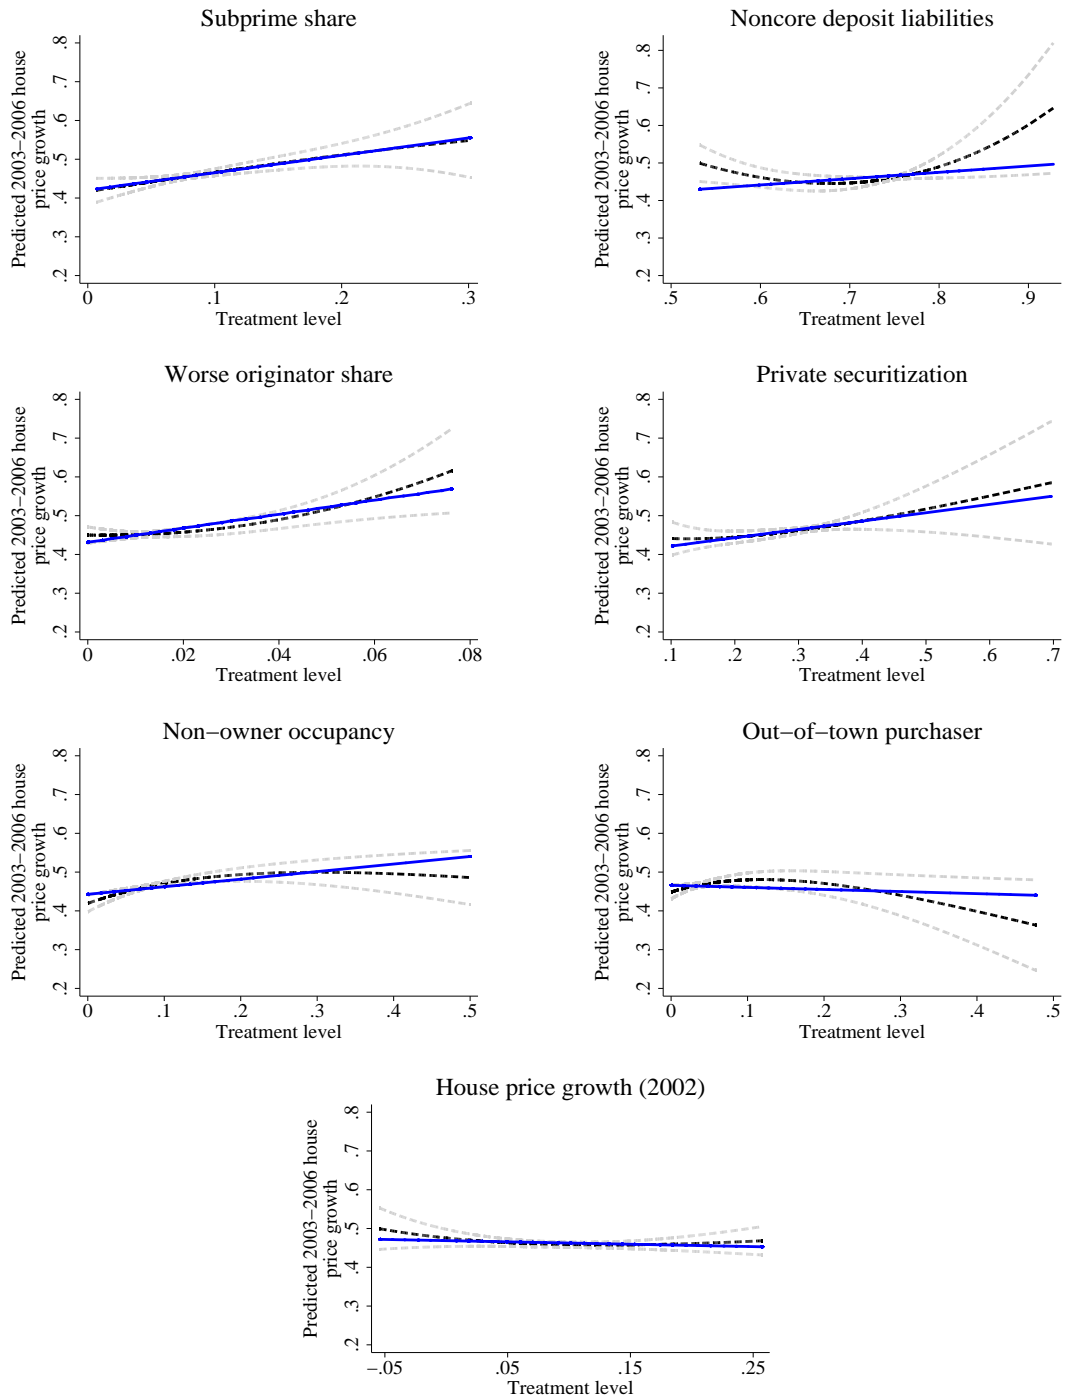 Subprime share
Predicted 2003−2006 house
price growth
.8
.7
.6
.5
.4
.3
.2
0 .1 .2 .3
Treatment level
Noncore deposit liabilities
Predicted 2003−2006 house
price growth
.8
.7
.6
.5
.4
.3
.2
.5 .6 .7 .8 .9
Treatment level
Worse originator share
Predicted 2003−2006 house
price growth
.8
.7
.6
.5
.4
.3
.2
0 .02 .04 .06 .08
Treatment level
Private securitization
Predicted 2003−2006 house
price growth
.8
.7
.6
.5
.4
.3
.2
.1 .2 .3 .4 .5 .6 .7
Treatment level
Non−owner occupancy
Predicted 2003−2006 house
price growth
.8
.7
.6
.5
.4
.3
.2
0 .1 .2 .3 .4 .5
Treatment level
Out−of−town purchaser
Predicted 2003−2006 house
price growth
.8
.7
.6
.5
.4
.3
.2
0 .1 .2 .3 .4 .5
Treatment level
House price growth (2002)
Predicted 2003−2006 house
price growth
.8
.7
.6
.5
.4
.3
.2
−.05 .05 .15 .25
Treatment level